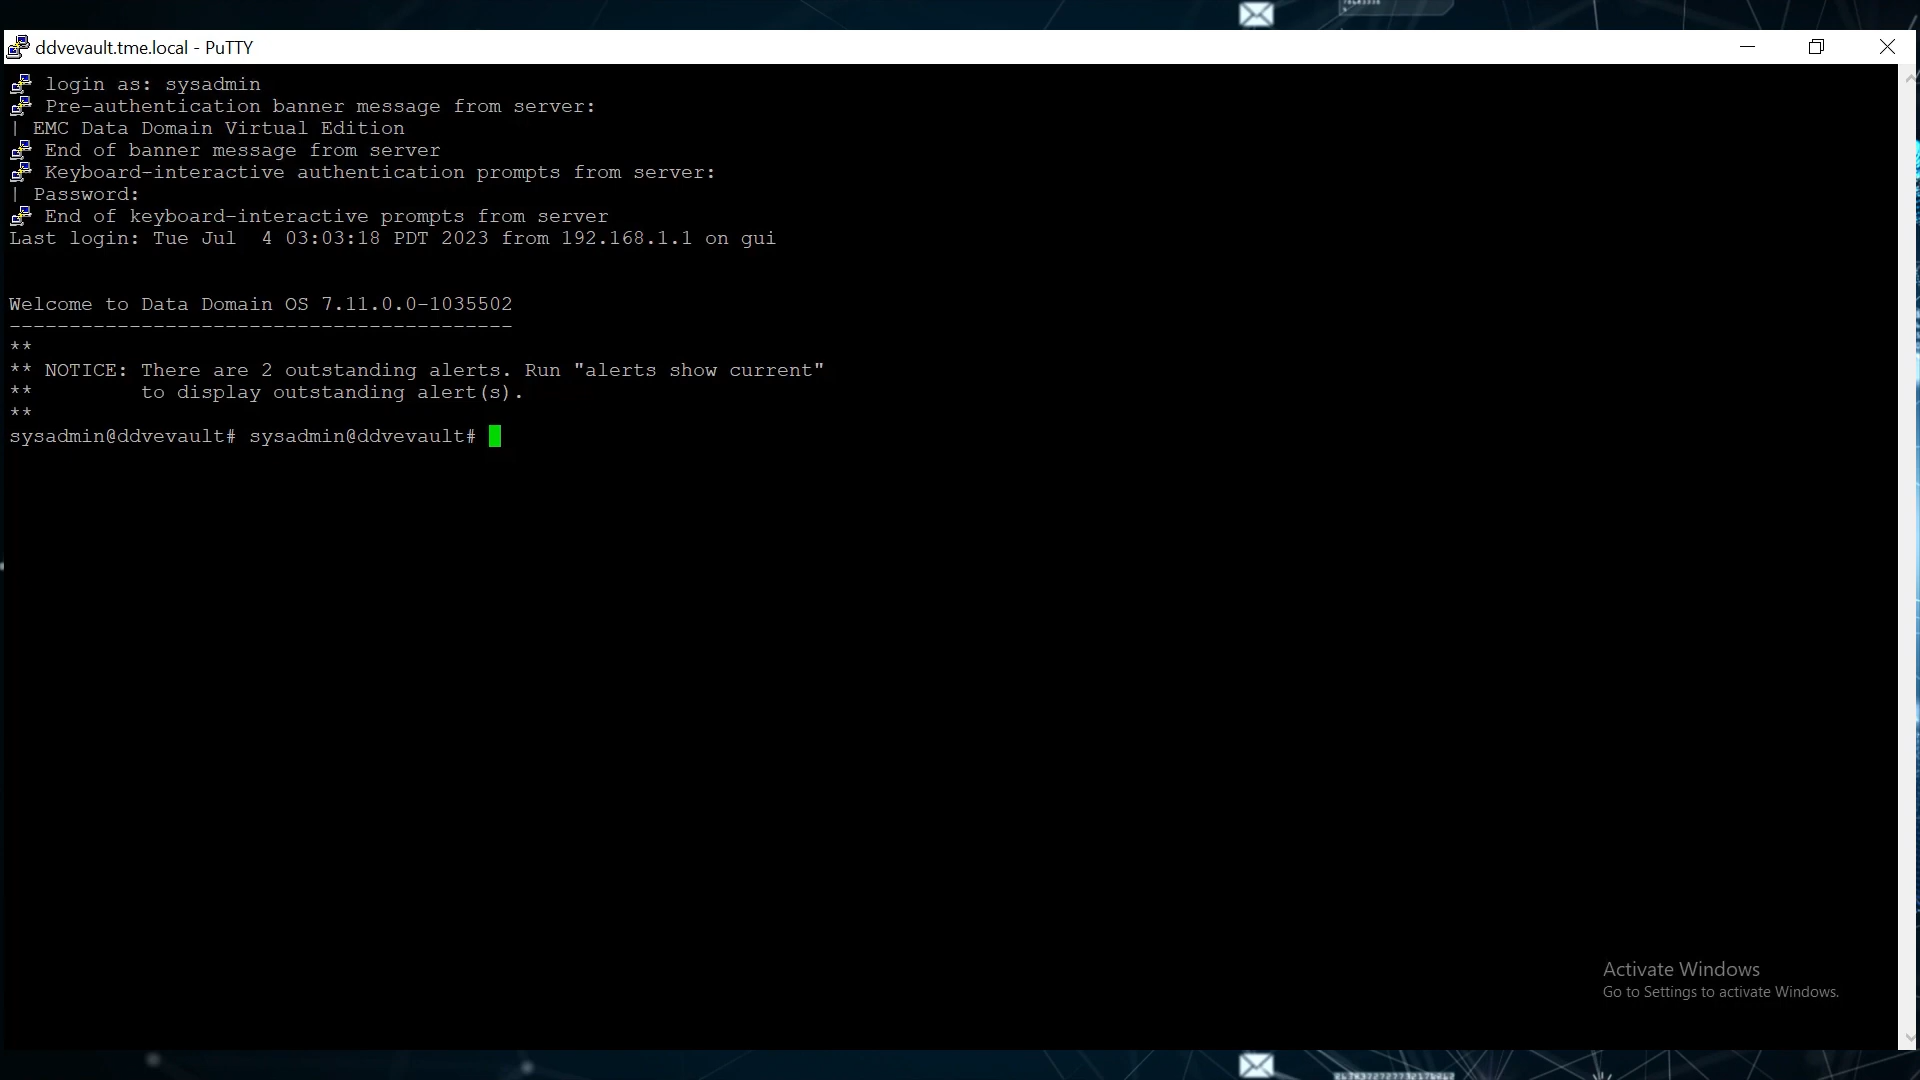 ddvevault.tme.local - PuTTY
login as: sysadmin
Pre-authentication banner message from server:
| EMC Data Domain Virtual Edition
End of banner message from server
Keyboard-interactive authentication prompts from server:
| Password:
End of keyboard-interactive prompts from server
Last login: Tue Jul  4 03:03:18 PDT 2023 from 192.168.1.1 on gui
Welcome to Data Domain OS 7.11.0.0-1035502
------------------------------------------
**
** NOTICE: There are 2 outstanding alerts. Run "alerts show current"
**         to display outstanding alert(s).
**
sysadmin@ddvevault# sysadmin@ddvevault#
Activate Windows
Go to Settings to activate Windows.